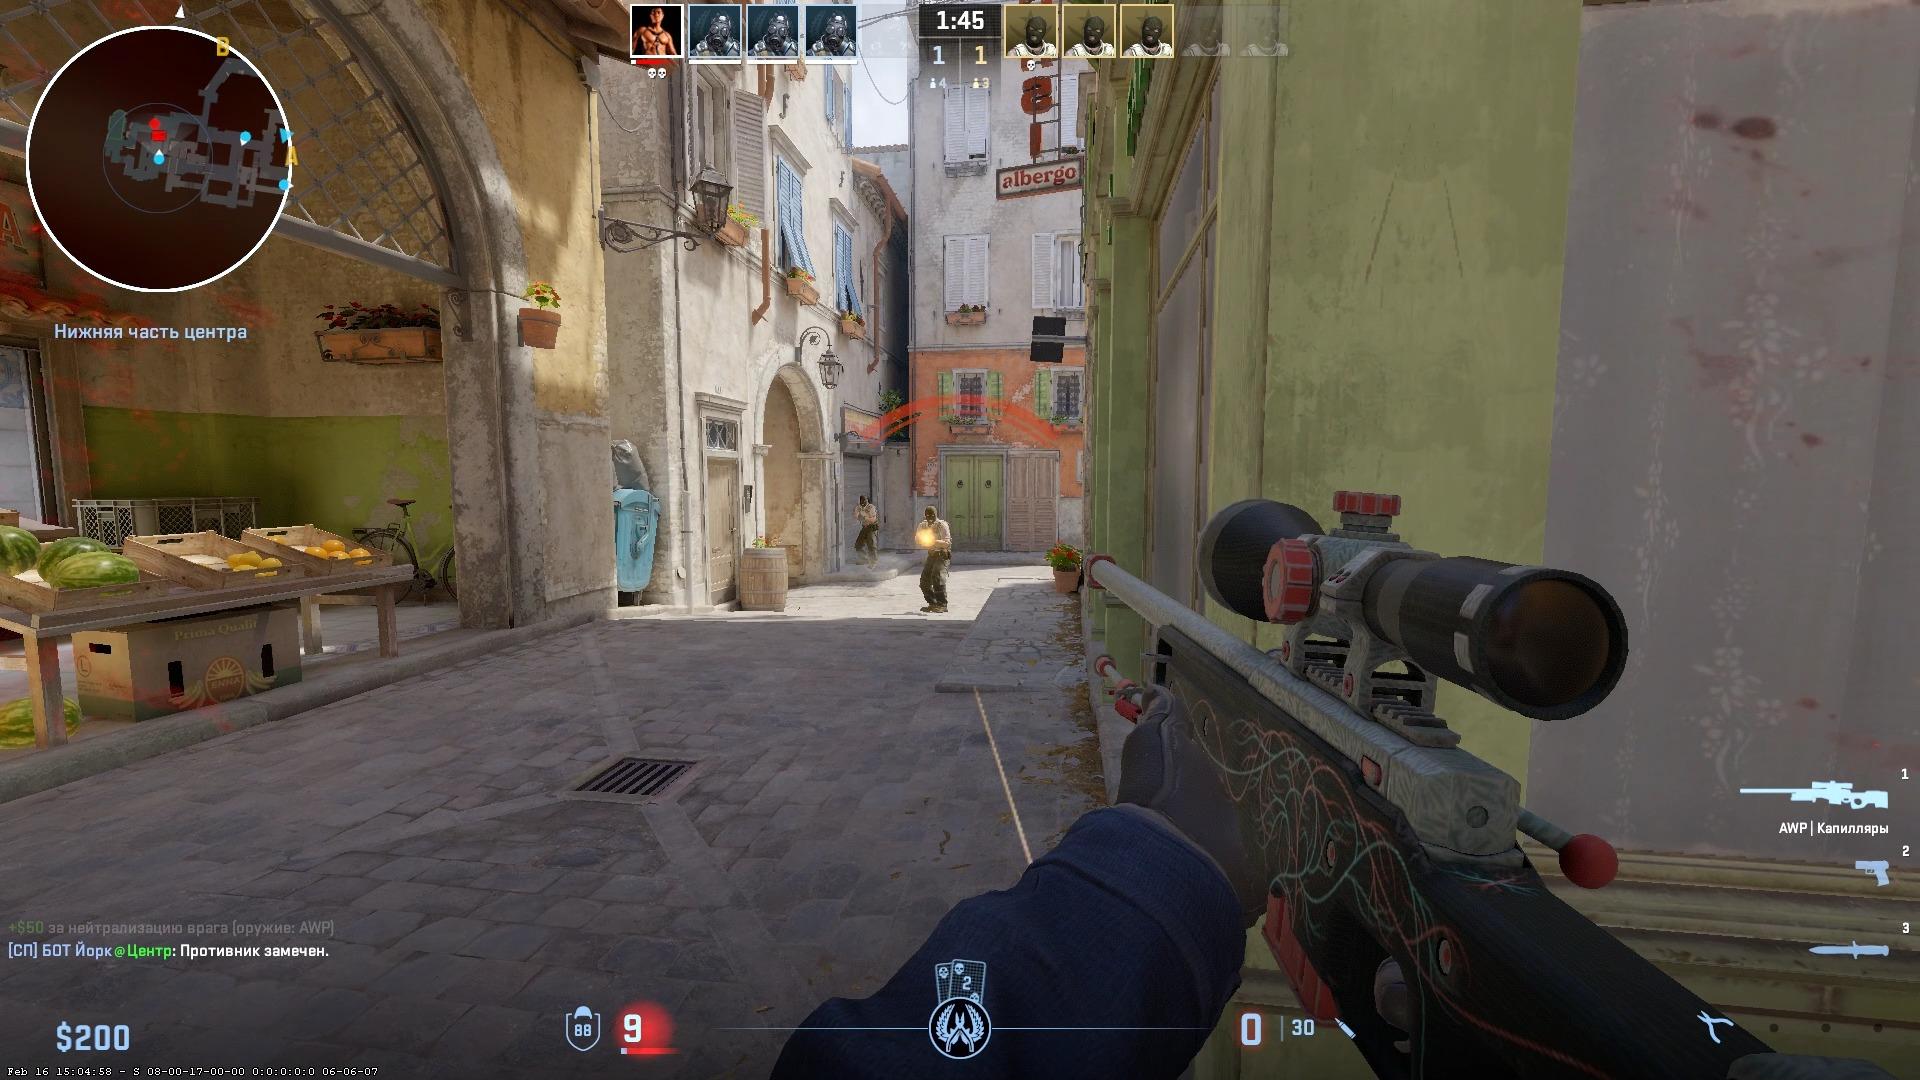 B
1:45
1 1
4 3
albergo
A
Нижняя часть центра
Prima Qualit
1
AWP | Капилляры
2
3
+$50 за нейтрализацию врага (оружие: AWP)
[СП] БОТ Йорк@Центр: Противник замечен.
2
$200
88
9
0 | 30
Feb 16 15:04:58 - S 08-00-17-00-00 0:0:0:0:0 06-06-07